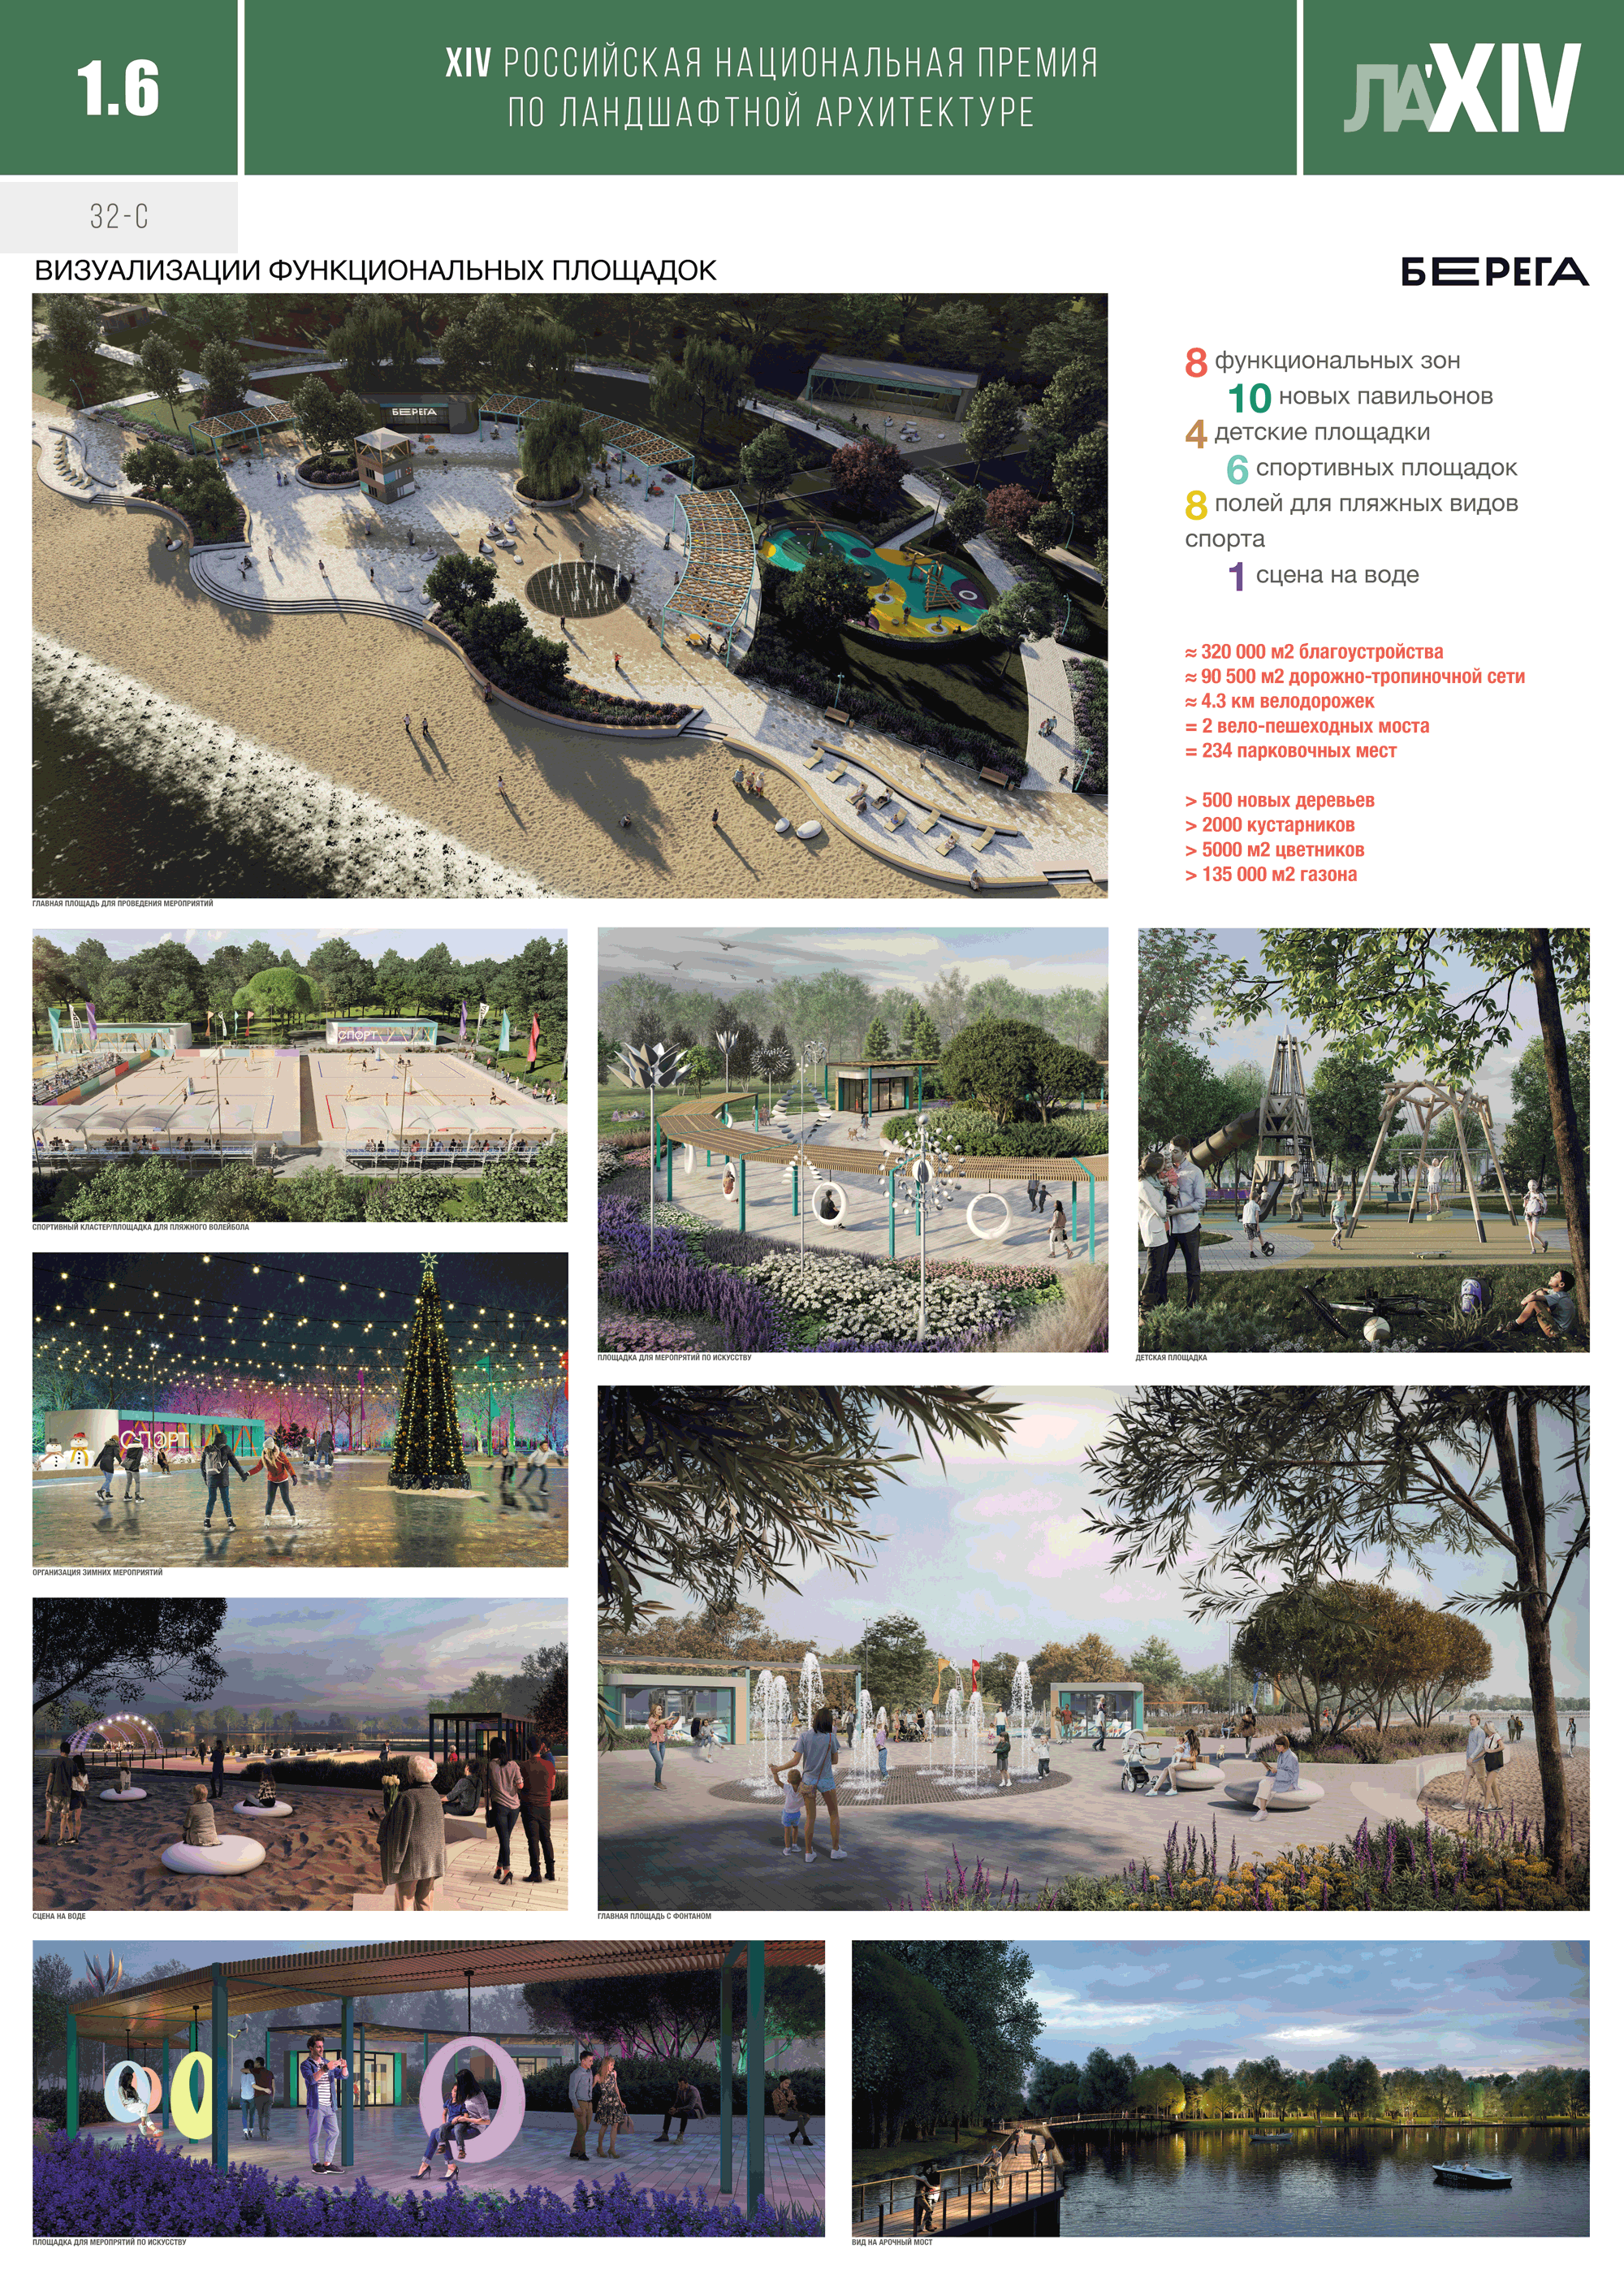 1.6
XIV РОССИЙСКАЯ НАЦИОНАЛЬНАЯ ПРЕМИЯ
ПО ЛАНДШАФТНОЙ АРХИТЕКТУРЕ
ЛА'XIV
32-С
ВИЗУАЛИЗАЦИИ ФУНКЦИОНАЛЬНЫХ ПЛОЩАДОК
БЕРЕГА
БЕРЕГА
8 функциональных зон
10 новых павильонов
4 детские площадки
6 спортивных площадок
8 полей для пляжных видов
спорта
1 сцена на воде
≈ 320 000 м2 благоустройства
≈ 90 500 м2 дорожно-тропиночной сети
≈ 4.3 км велодорожек
= 2 вело-пешеходных моста
= 234 парковочных мест
> 500 новых деревьев
> 2000 кустарников
> 5000 м2 цветников
> 135 000 м2 газона
ГЛАВНАЯ ПЛОЩАДЬ ДЛЯ ПРОВЕДЕНИЯ МЕРОПРИЯТИЙ
СПОРТ
СПОРТИВНЫЙ КЛАСТЕР/ПЛОЩАДКА ДЛЯ ПЛЯЖНОГО ВОЛЕЙБОЛА
ПЛОЩАДКА ДЛЯ МЕРОПРЯТИЙ ПО ИСКУССТВУ
ДЕТСКАЯ ПЛОЩАДКА
СПОРТ
ОРГАНИЗАЦИЯ ЗИМНИХ МЕРОПРИЯТИЙ
СЦЕНА НА ВОДЕ
ГЛАВНАЯ ПЛОЩАДЬ С ФОНТАНОМ
ПЛОЩАДКА ДЛЯ МЕРОПРЯТИЙ ПО ИСКУССТВУ
ВИД НА АРОЧНЫЙ МОСТ